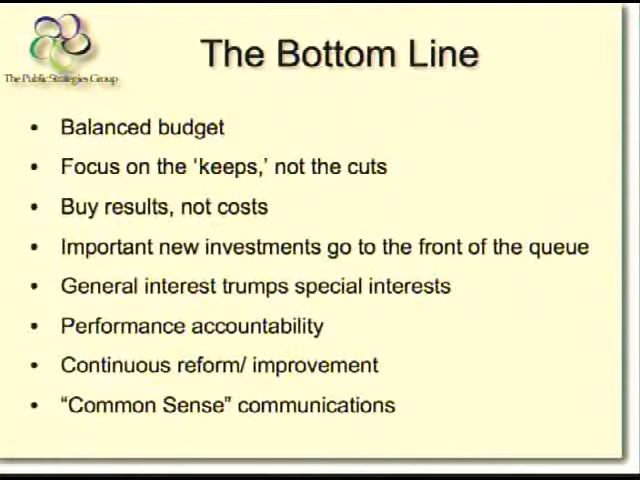 The Public Strategies Group
The Bottom Line
• Balanced budget
• Focus on the ‘keeps,’ not the cuts
• Buy results, not costs
• Important new investments go to the front of the queue
• General interest trumps special interests
• Performance accountability
• Continuous reform/ improvement
• “Common Sense” communications